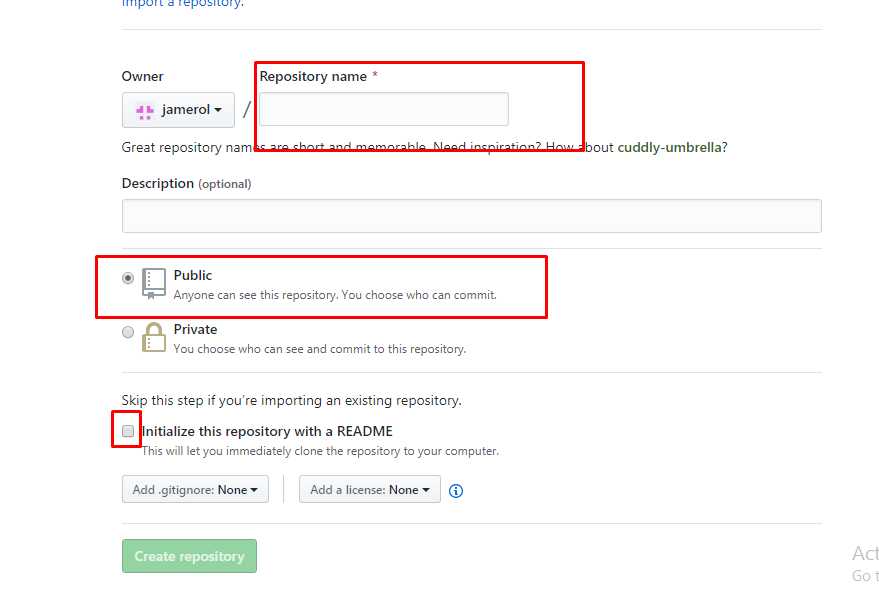 Import a repository.
Owner
Repository name *
jamerol /
Great repository names are short and memorable. Need inspiration? How about cuddly-umbrella?
Description (optional)
Public
Anyone can see this repository. You choose who can commit.
Private
You choose who can see and commit to this repository.
Skip this step if you’re importing an existing repository.
Initialize this repository with a README
This will let you immediately clone the repository to your computer.
Add .gitignore: None
Add a license: None
Create repository
Act
Go t